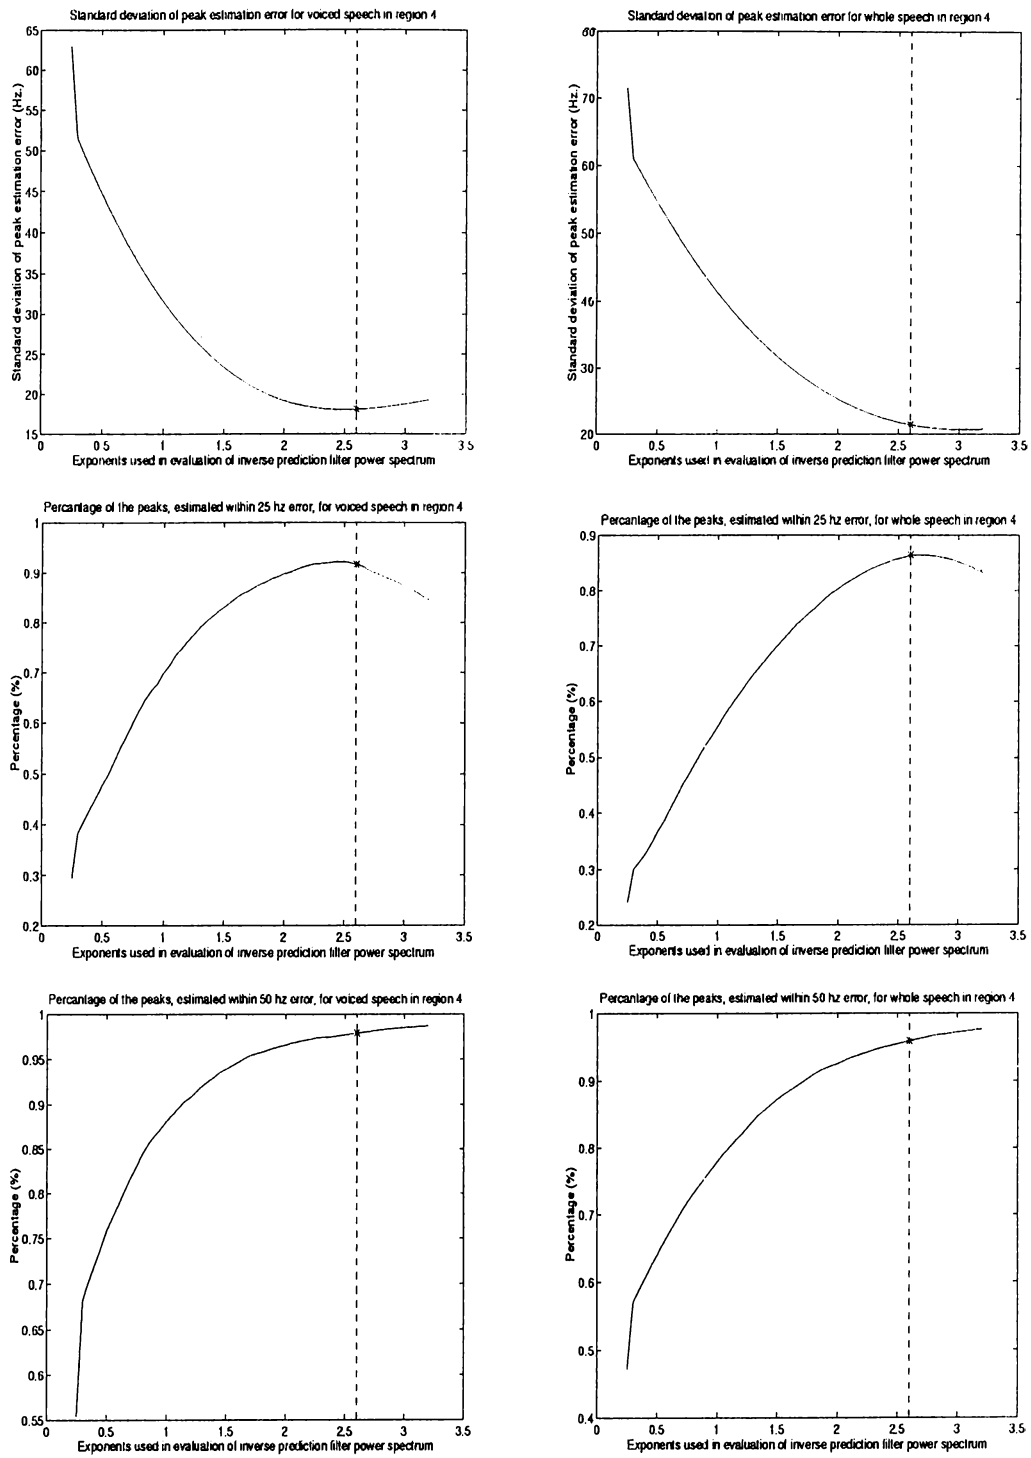 Standard deviation of peak estimation error for voiced speech in region 4
Standard deviation of peak estimation error (Hz.)
65
60
55
50
45
40
35
30
25
20
15
0 0.5 1 1.5 2 2.5 3 3.5
Exponents used in evaluation of inverse prediction filter power spectrum
Standard deviation of peak estimation error for whole speech in region 4
Standard deviation of peak estimation error (Hz.)
80
70
60
50
40
30
20
0 0.5 1 1.5 2 2.5 3 3.5
Exponents used in evaluation of inverse prediction filter power spectrum
Percantage of the peaks, estimated within 25 hz error, for voiced speech in region 4
Percentage (%)
1
0.9
0.8
0.7
0.6
0.5
0.4
0.3
0.2
0 0.5 1 1.5 2 2.5 3 3.5
Exponents used in evaluation of inverse prediction filter power spectrum
Percantage of the peaks, estimated within 25 hz error, for whole speech in region 4
Percentage (%)
0.9
0.8
0.7
0.6
0.5
0.4
0.3
0.2
0 0.5 1 1.5 2 2.5 3 3.5
Exponents used in evaluation of inverse prediction filter power spectrum
Percantage of the peaks, estimated within 50 hz error, for voiced speech in region 4
Percentage (%)
1
0.95
0.9
0.85
0.8
0.75
0.7
0.65
0.6
0.55
0 0.5 1 1.5 2 2.5 3 3.5
Exponents used in evaluation of inverse prediction filter power spectrum
Percantage of the peaks, estimated within 50 hz error, for whole speech in region 4
Percentage (%)
1
0.9
0.8
0.7
0.6
0.5
0.4
0 0.5 1 1.5 2 2.5 3 3.5
Exponents used in evaluation of inverse prediction filter power spectrum